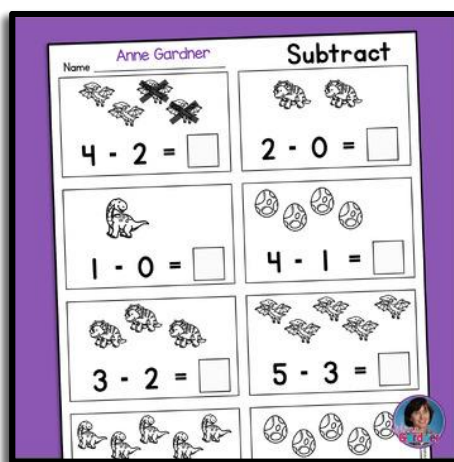 Anne Gardner
Name
Subtract
4 - 2 =
2 - 0 =
1 - 0 =
4 - 1 =
3 - 2 =
5 - 3 =